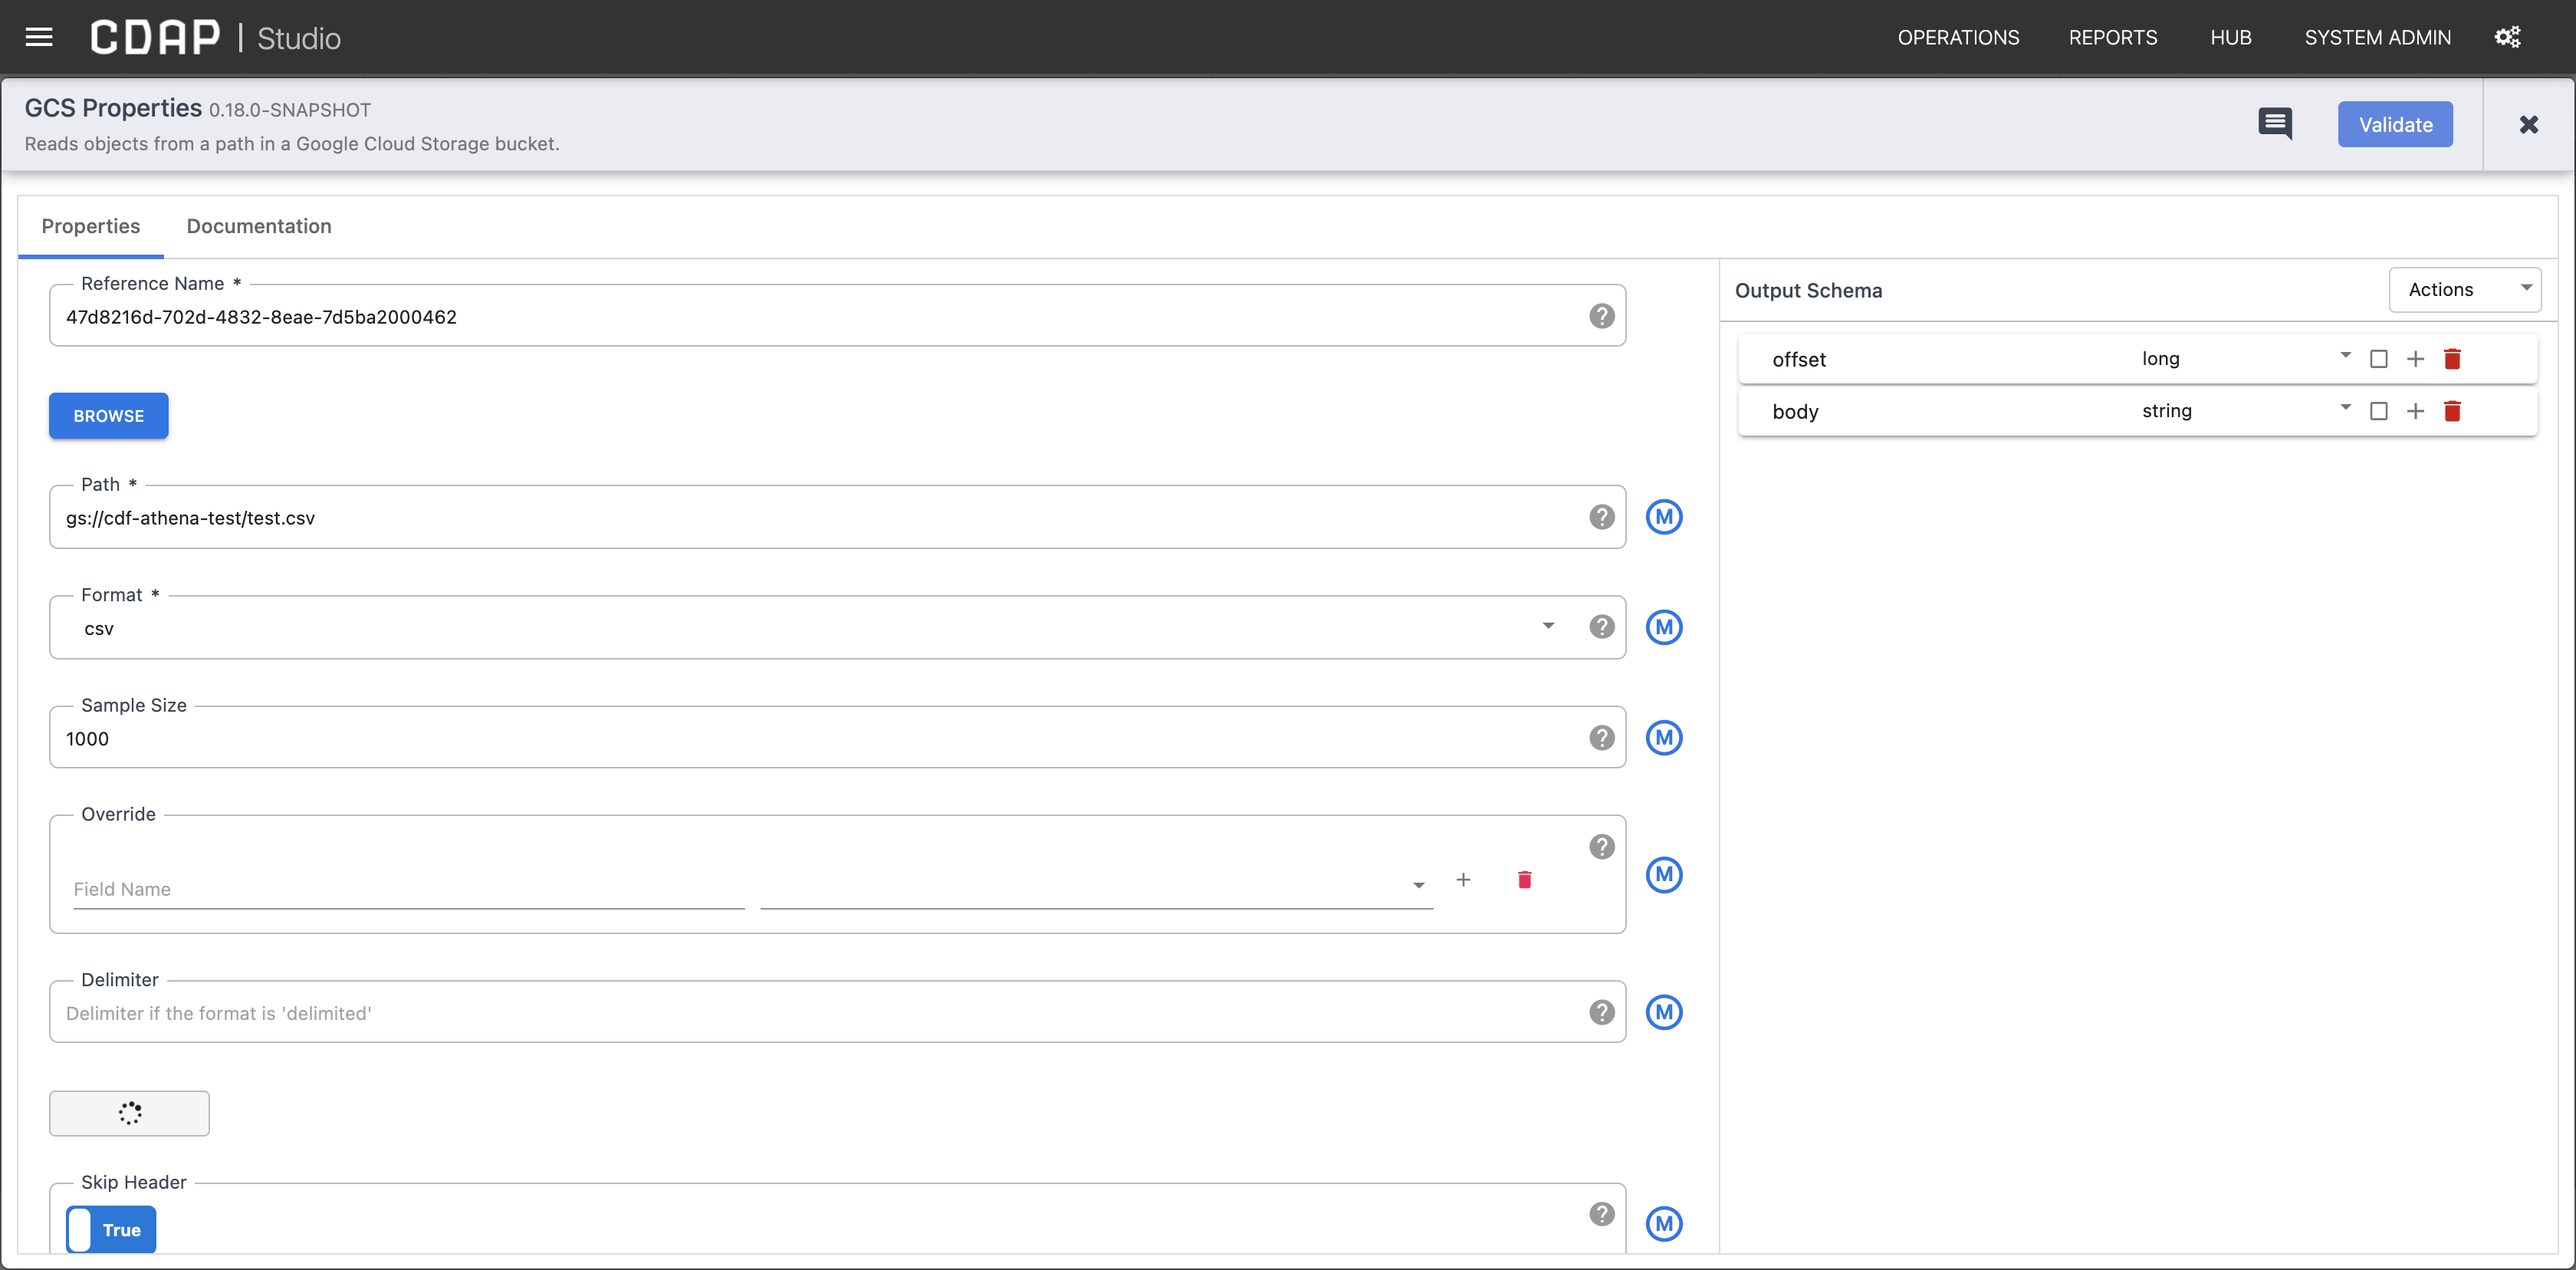 CDAP | Studio
OPERATIONS
REPORTS
HUB
SYSTEM ADMIN
GCS Properties 0.18.0-SNAPSHOT
Reads objects from a path in a Google Cloud Storage bucket.
Validate
Properties
Documentation
Reference Name *
47d8216d-702d-4832-8eae-7d5ba2000462
BROWSE
Path *
gs://cdf-athena-test/test.csv
M
Format *
csv
M
Sample Size
1000
M
Override
Field Name
M
Delimiter
Delimiter if the format is 'delimited'
M
Skip Header
True
M
Output Schema
Actions
offset
long
body
string